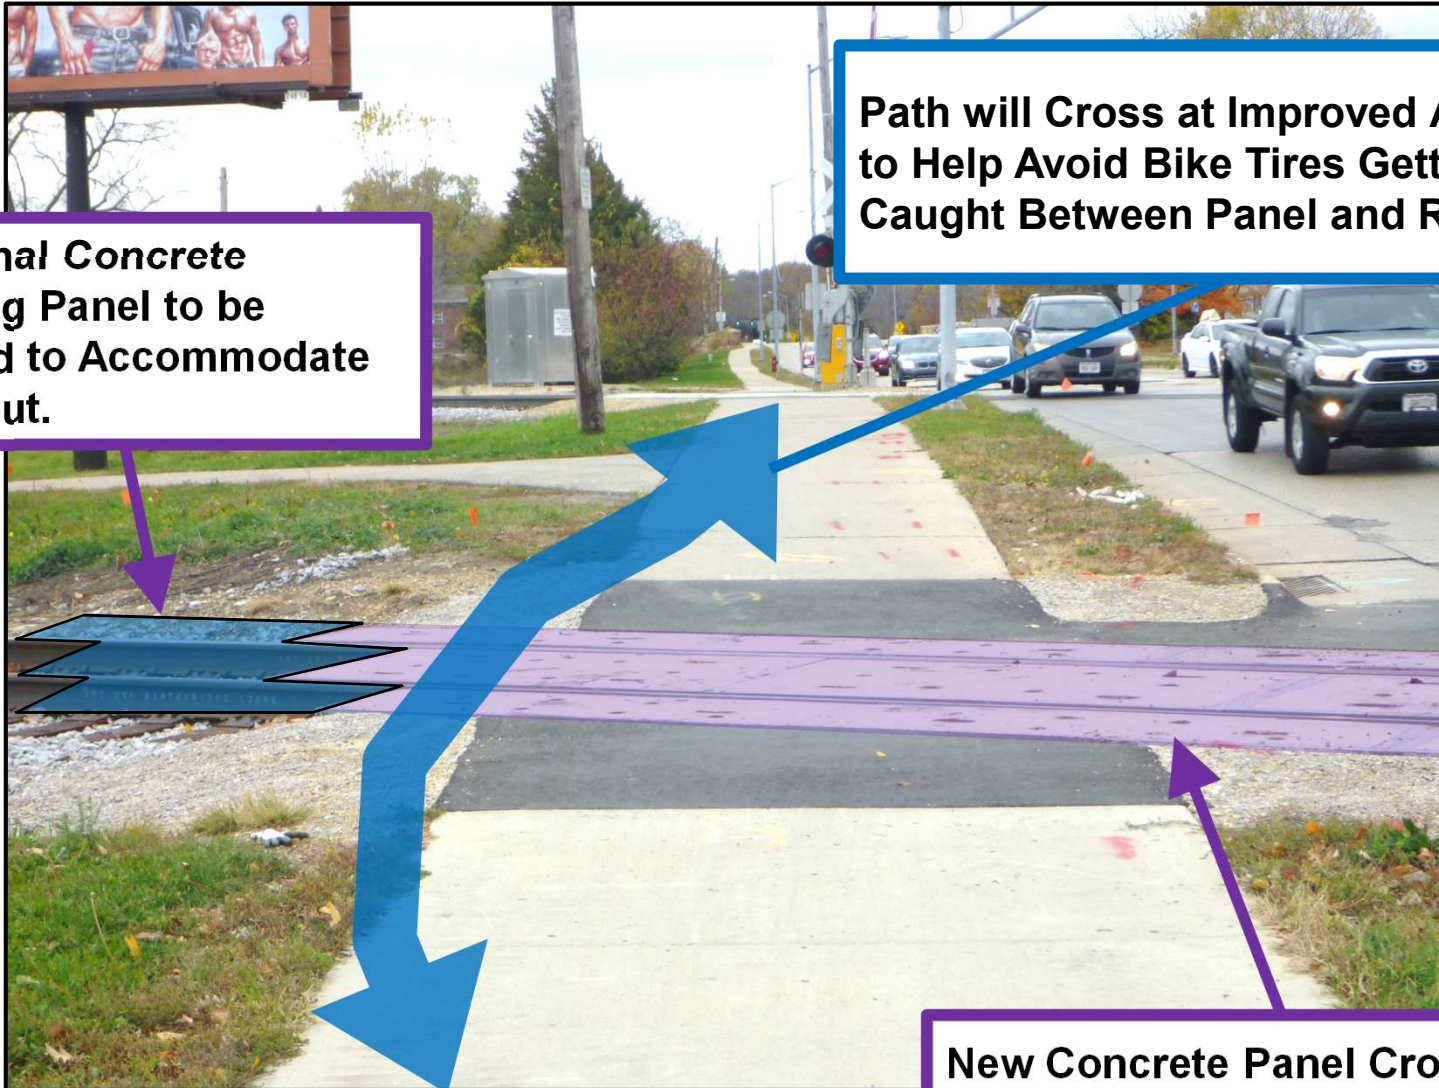 Path will Cross at Improved A
to Help Avoid Bike Tires Gett
Caught Between Panel and R
nal Concrete
g Panel to be
d to Accommodate
ut.
New Concrete Panel Cro